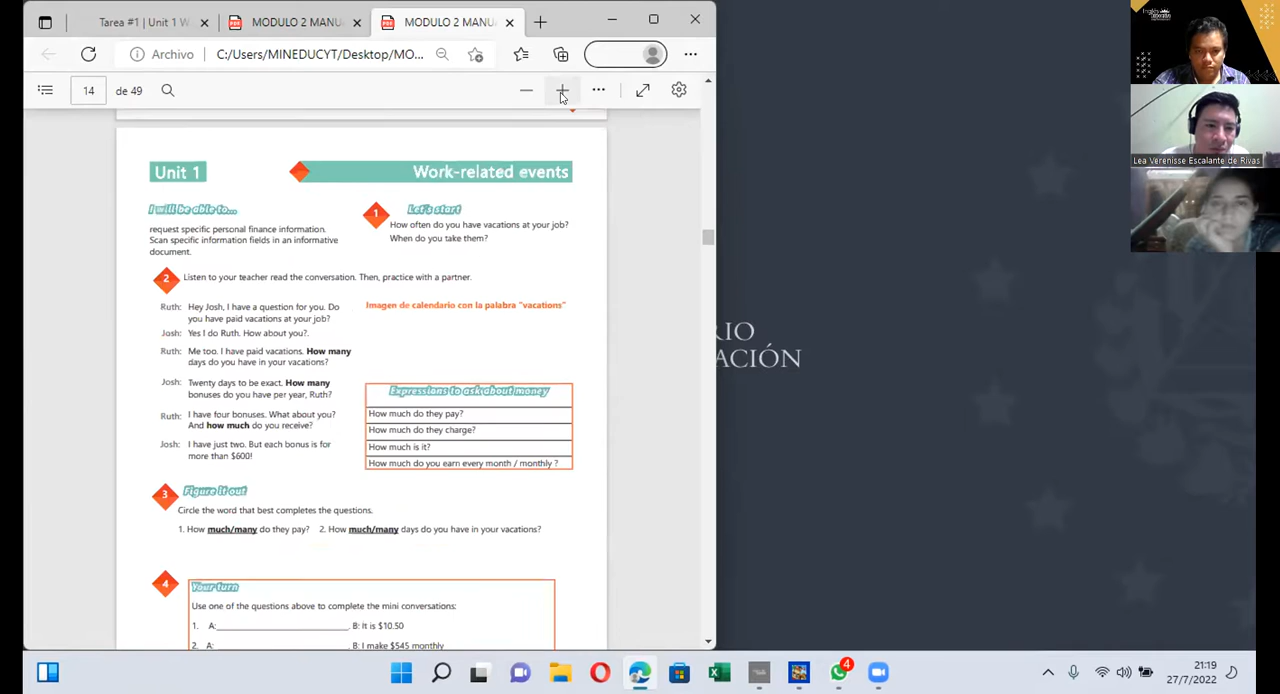 Tarea #1 | Unit 1 W
MODULO 2 MANU
MODULO 2 MANU
Archivo
C:/Users/MINEDUCYT/Desktop/MO...
14
de 49
Unit 1
Work-related events
I will be able to...
request specific personal finance information.
Scan specific information fields in an informative
document.
1
Let's start
How often do you have vacations at your job?
When do you take them?
2
Listen to your teacher read the conversation. Then, practice with a partner.
Ruth: Hey Josh, I have a question for you. Do
you have paid vacations at your job?
Josh: Yes I do Ruth. How about you?.
Ruth: Me too. I have paid vacations. How many
days do you have in your vacations?
Josh: Twenty days to be exact. How many
bonuses do you have per year, Ruth?
Ruth: I have four bonuses. What about you?
And how much do you receive?
Josh: I have just two. But each bonus is for
more than $600!
Imagen de calendario con la palabra "vacations"
Expressions to ask about money
How much do they pay?
How much do they charge?
How much is it?
How much do you earn every month / monthly ?
3
Figure it out
Circle the word that best completes the questions.
1. How much/many do they pay? 2. How much/many days do you have in your vacations?
4
Your turn
Use one of the questions above to complete the mini conversations:
1. A:____________________________. B: It is $10.50
2. A:____________________________. B: I make $545 monthly
RIO
ACIÓN
Lea Verenisse Escalante de Rivas
4
21:19
27/7/2022